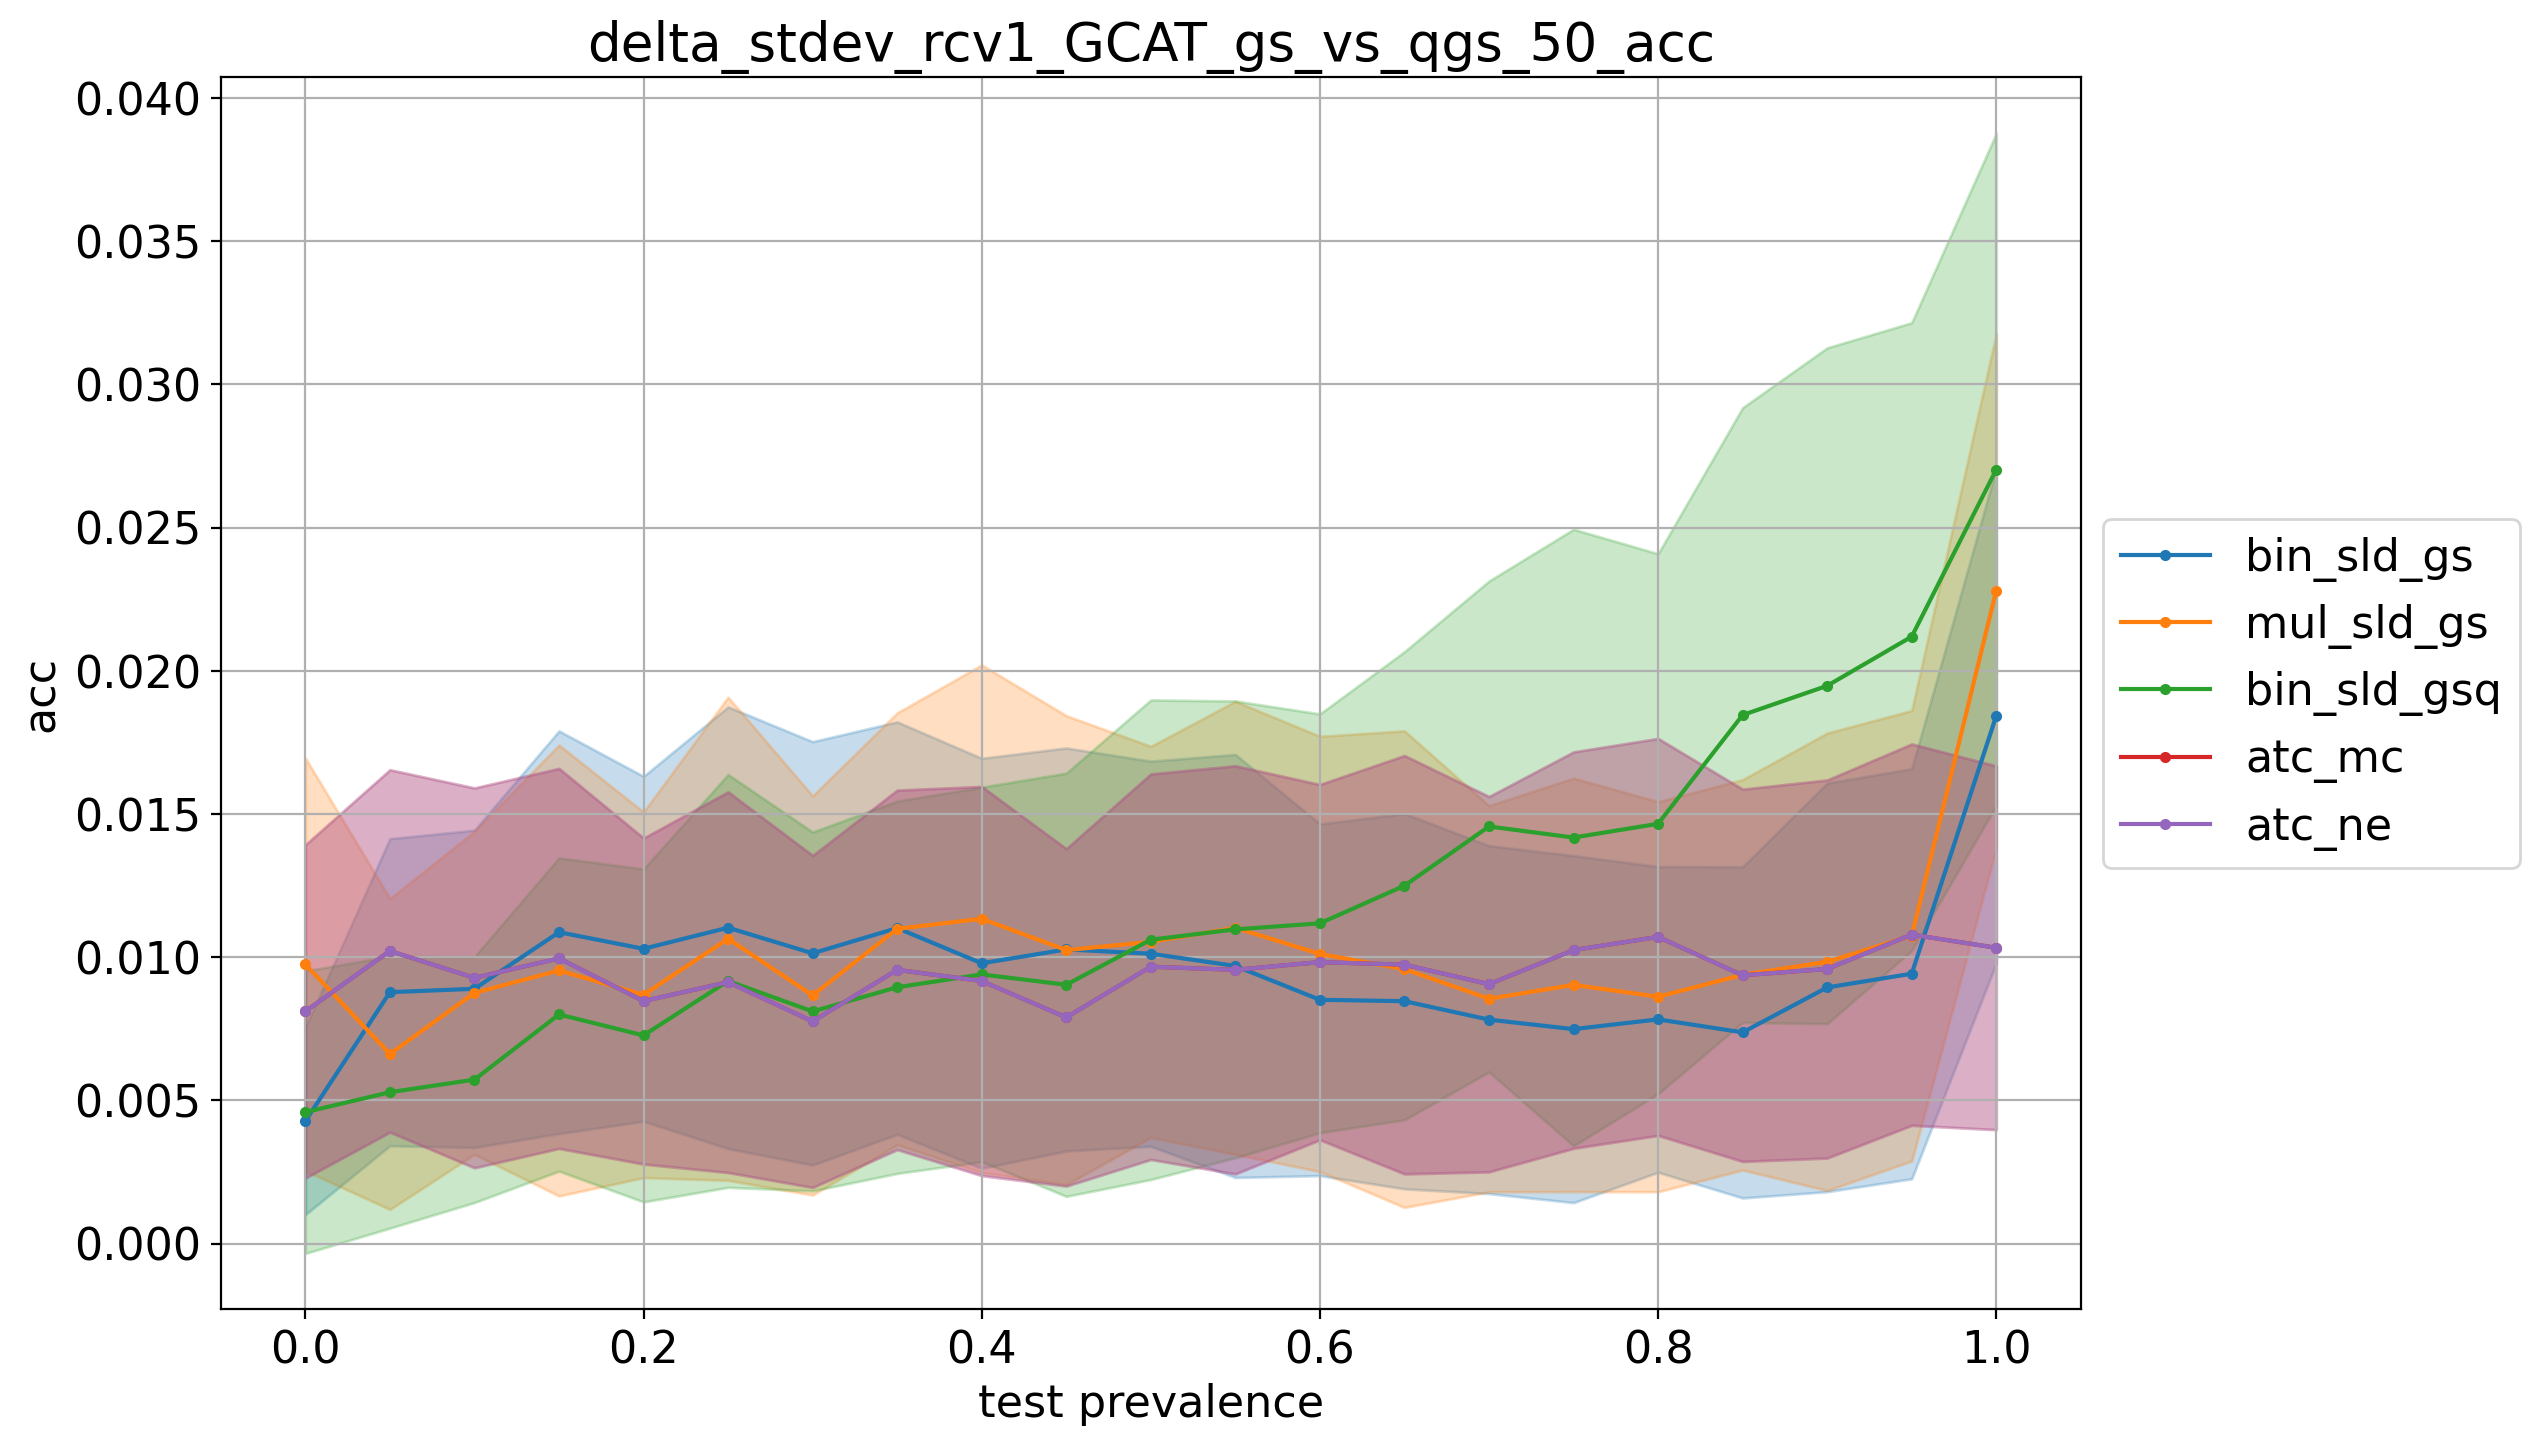 delta_stdev_rcv1_GCAT_gs_vs_qgs_50_acc
0.040
0.035
0.030
0.025
0.020
0.015
0.010
0.005
0.000
acc
0.0 0.2 0.4 0.6 0.8 1.0
test prevalence
bin_sld_gs
mul_sld_gs
bin_sld_gsq
atc_mc
atc_ne